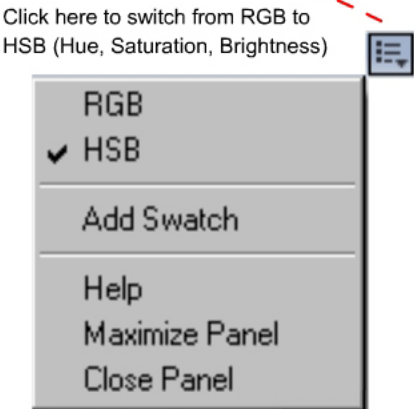 Click here to switch from RGB to
HSB (Hue, Saturation, Brightness)
RGB
HSB
Add Swatch
Help
Maximize Panel
Close Panel